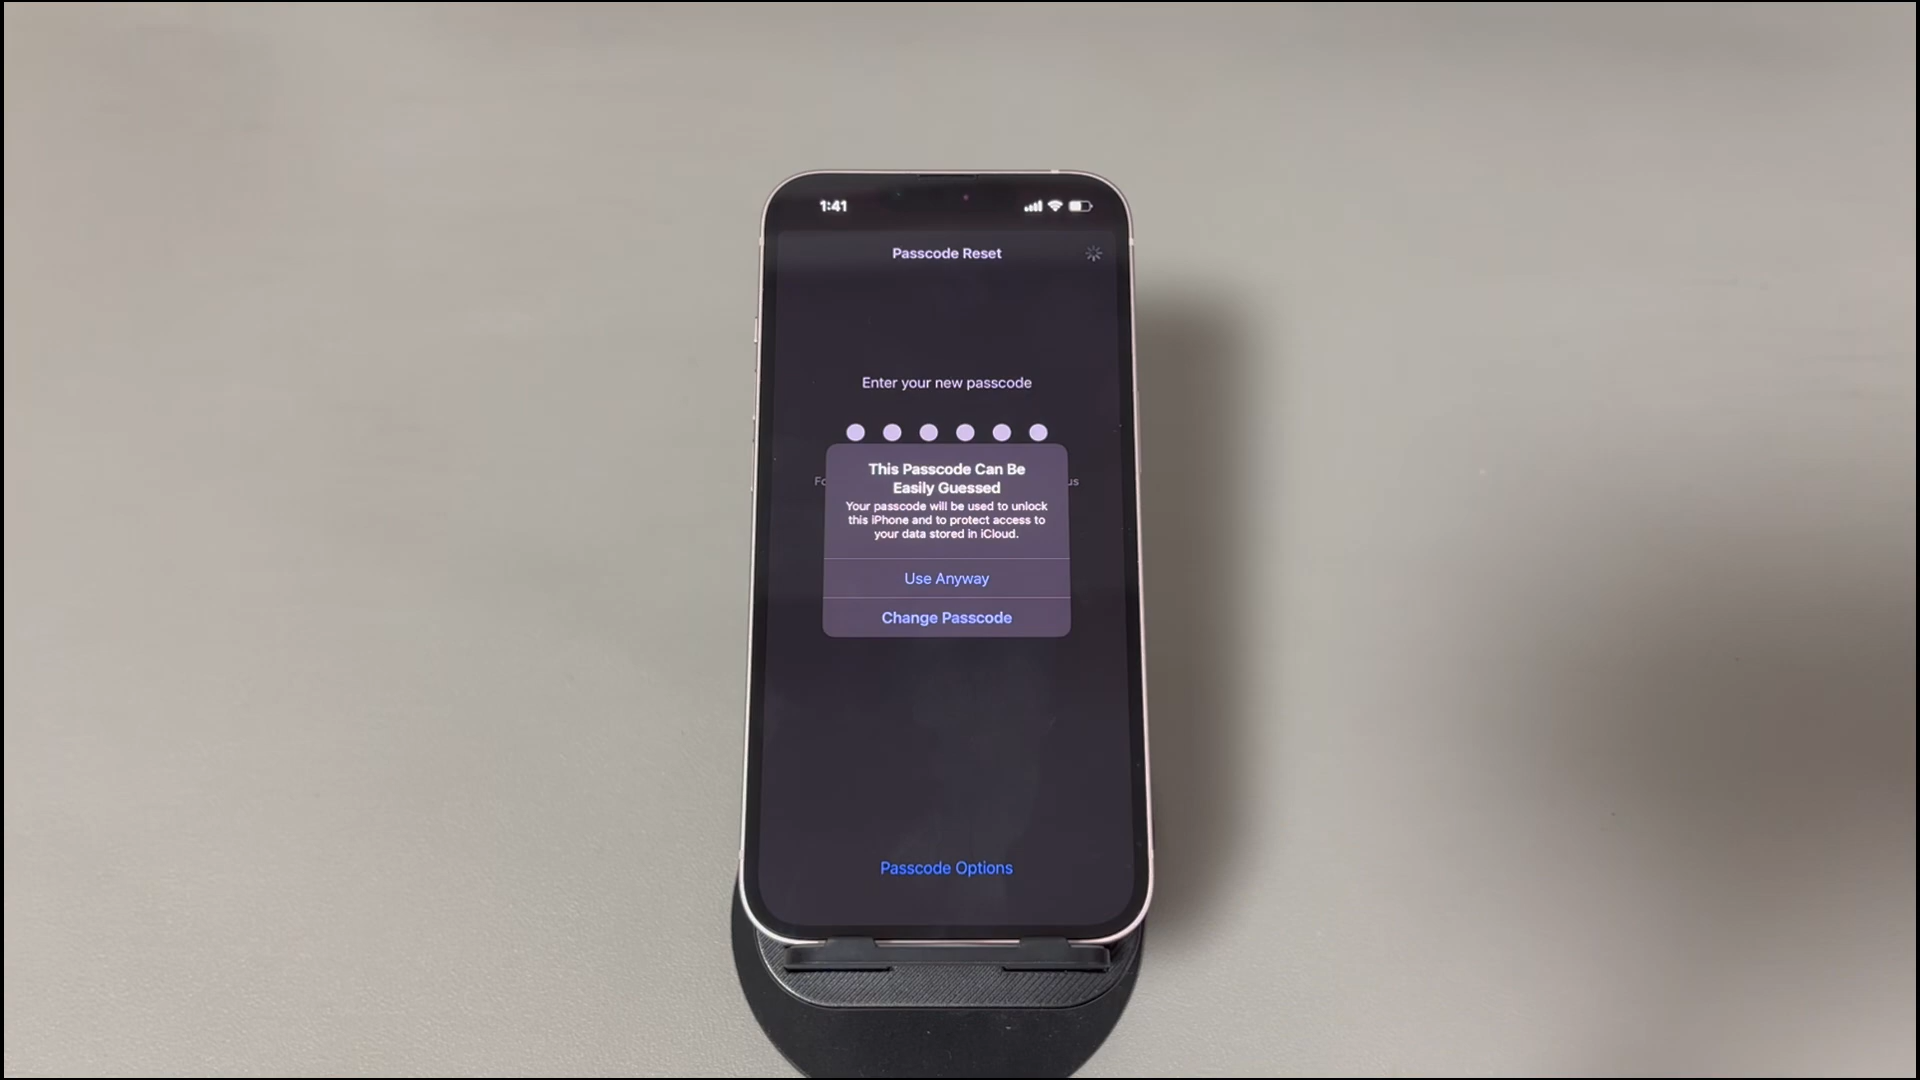 1:41
Passcode Reset
Enter your new passcode
This Passcode Can Be
Easily Guessed
Your passcode will be used to unlock
this iPhone and to protect access to
your data stored in iCloud.
Use Anyway
Change Passcode
Passcode Options